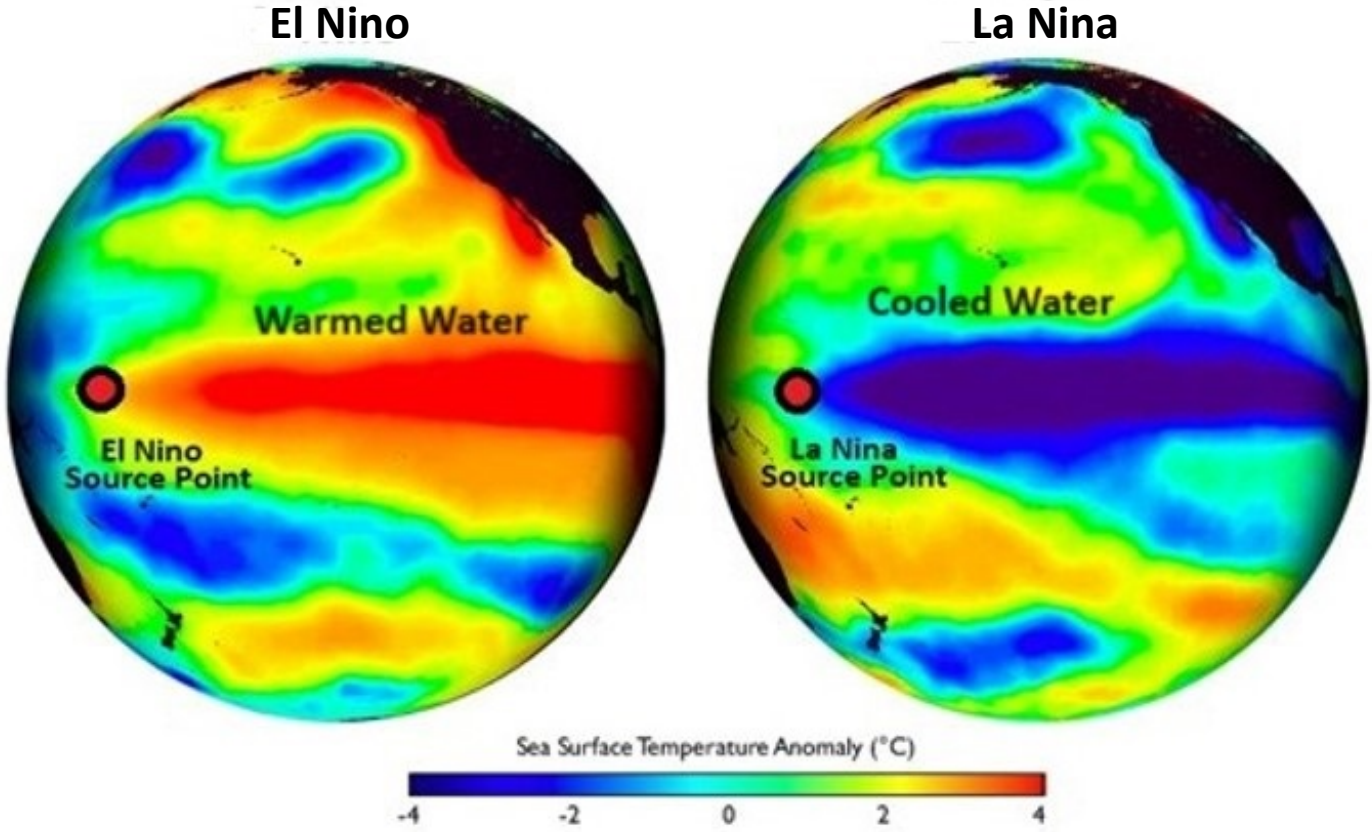 El Nino
La Nina
Warmed Water
Cooled Water
El Nino
Source Point
La Nina
Source Point
Sea Surface Temperature Anomaly (°C)
-4 -2 0 2 4